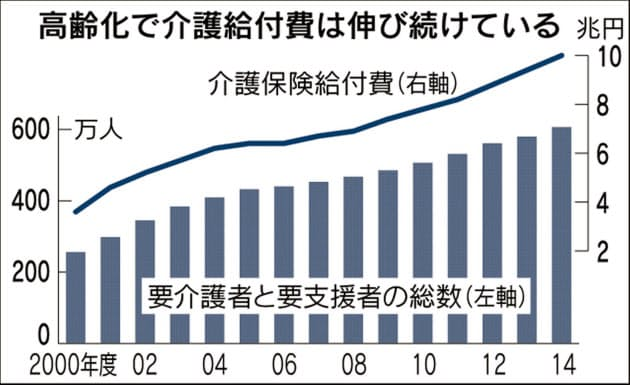 高齢化で介護給付費は伸び続けている
兆円
介護保険給付費(右軸)
10
8
6
4
2
万人
600
400
200
0
要介護者と要支援者の総数(左軸)
2000年度 02 04 06 08 10 12 14